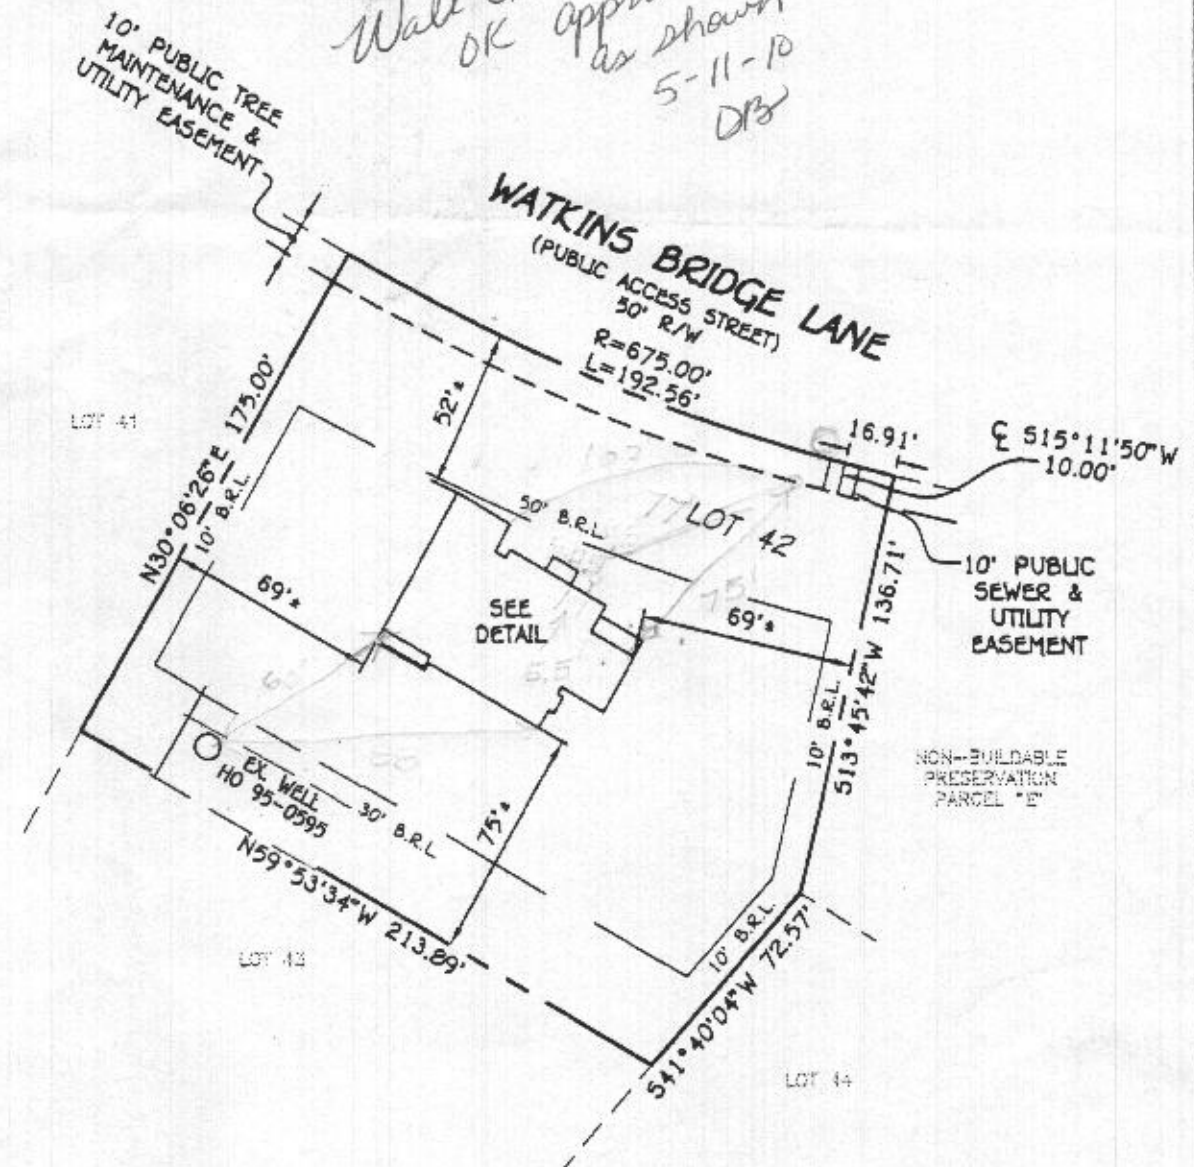 OK
as shown
5-11-10
DB
10' PUBLIC TREE
MAINTENANCE &
UTILITY EASEMENT
WATKINS BRIDGE LANE
(PUBLIC ACCESS STREET)
50' R/W
R=675.00'
L=192.56'
16.91'
℄ S15°11'50"W
10.00'
LOT 41
N30°06'26"E 175.00'
10' B.R.L.
52'±
50' B.R.L.
LOT 42
10' PUBLIC
SEWER &
UTILITY
EASEMENT
69'±
SEE
DETAIL
69'±
S13°45'42"W 136.71'
10' B.R.L.
NON-BUILDABLE
PRESERVATION
PARCEL "E"
EX. WELL
HO 95-0595
30' B.R.L
75'±
N59°53'34"W 213.89'
LOT 43
10' B.R.L.
S41°40'04"W 72.57'
LOT 44